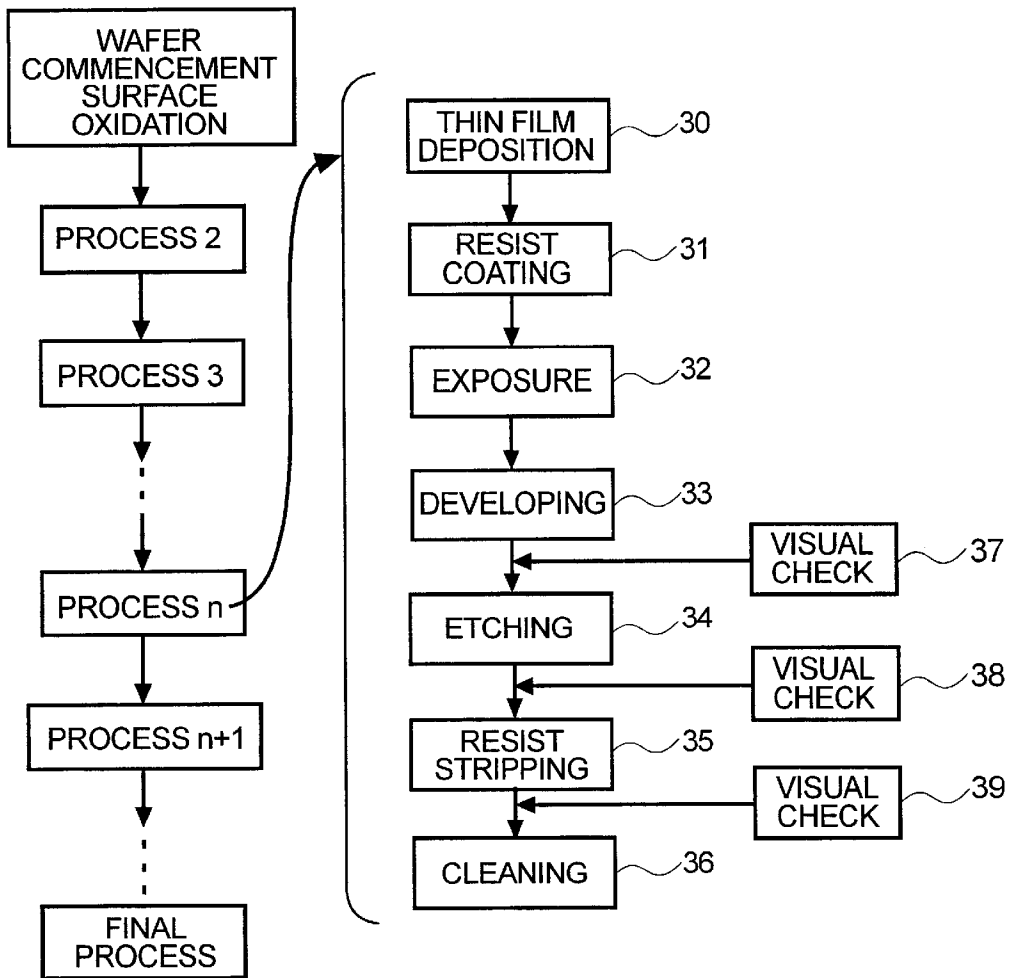 WAFER
COMMENCEMENT
SURFACE
OXIDATION
PROCESS 2
PROCESS 3
PROCESS n
PROCESS n+1
FINAL
PROCESS
THIN FILM
DEPOSITION
30
RESIST
COATING
31
EXPOSURE
32
DEVELOPING
33
VISUAL
CHECK
37
ETCHING
34
VISUAL
CHECK
38
RESIST
STRIPPING
35
VISUAL
CHECK
39
CLEANING
36